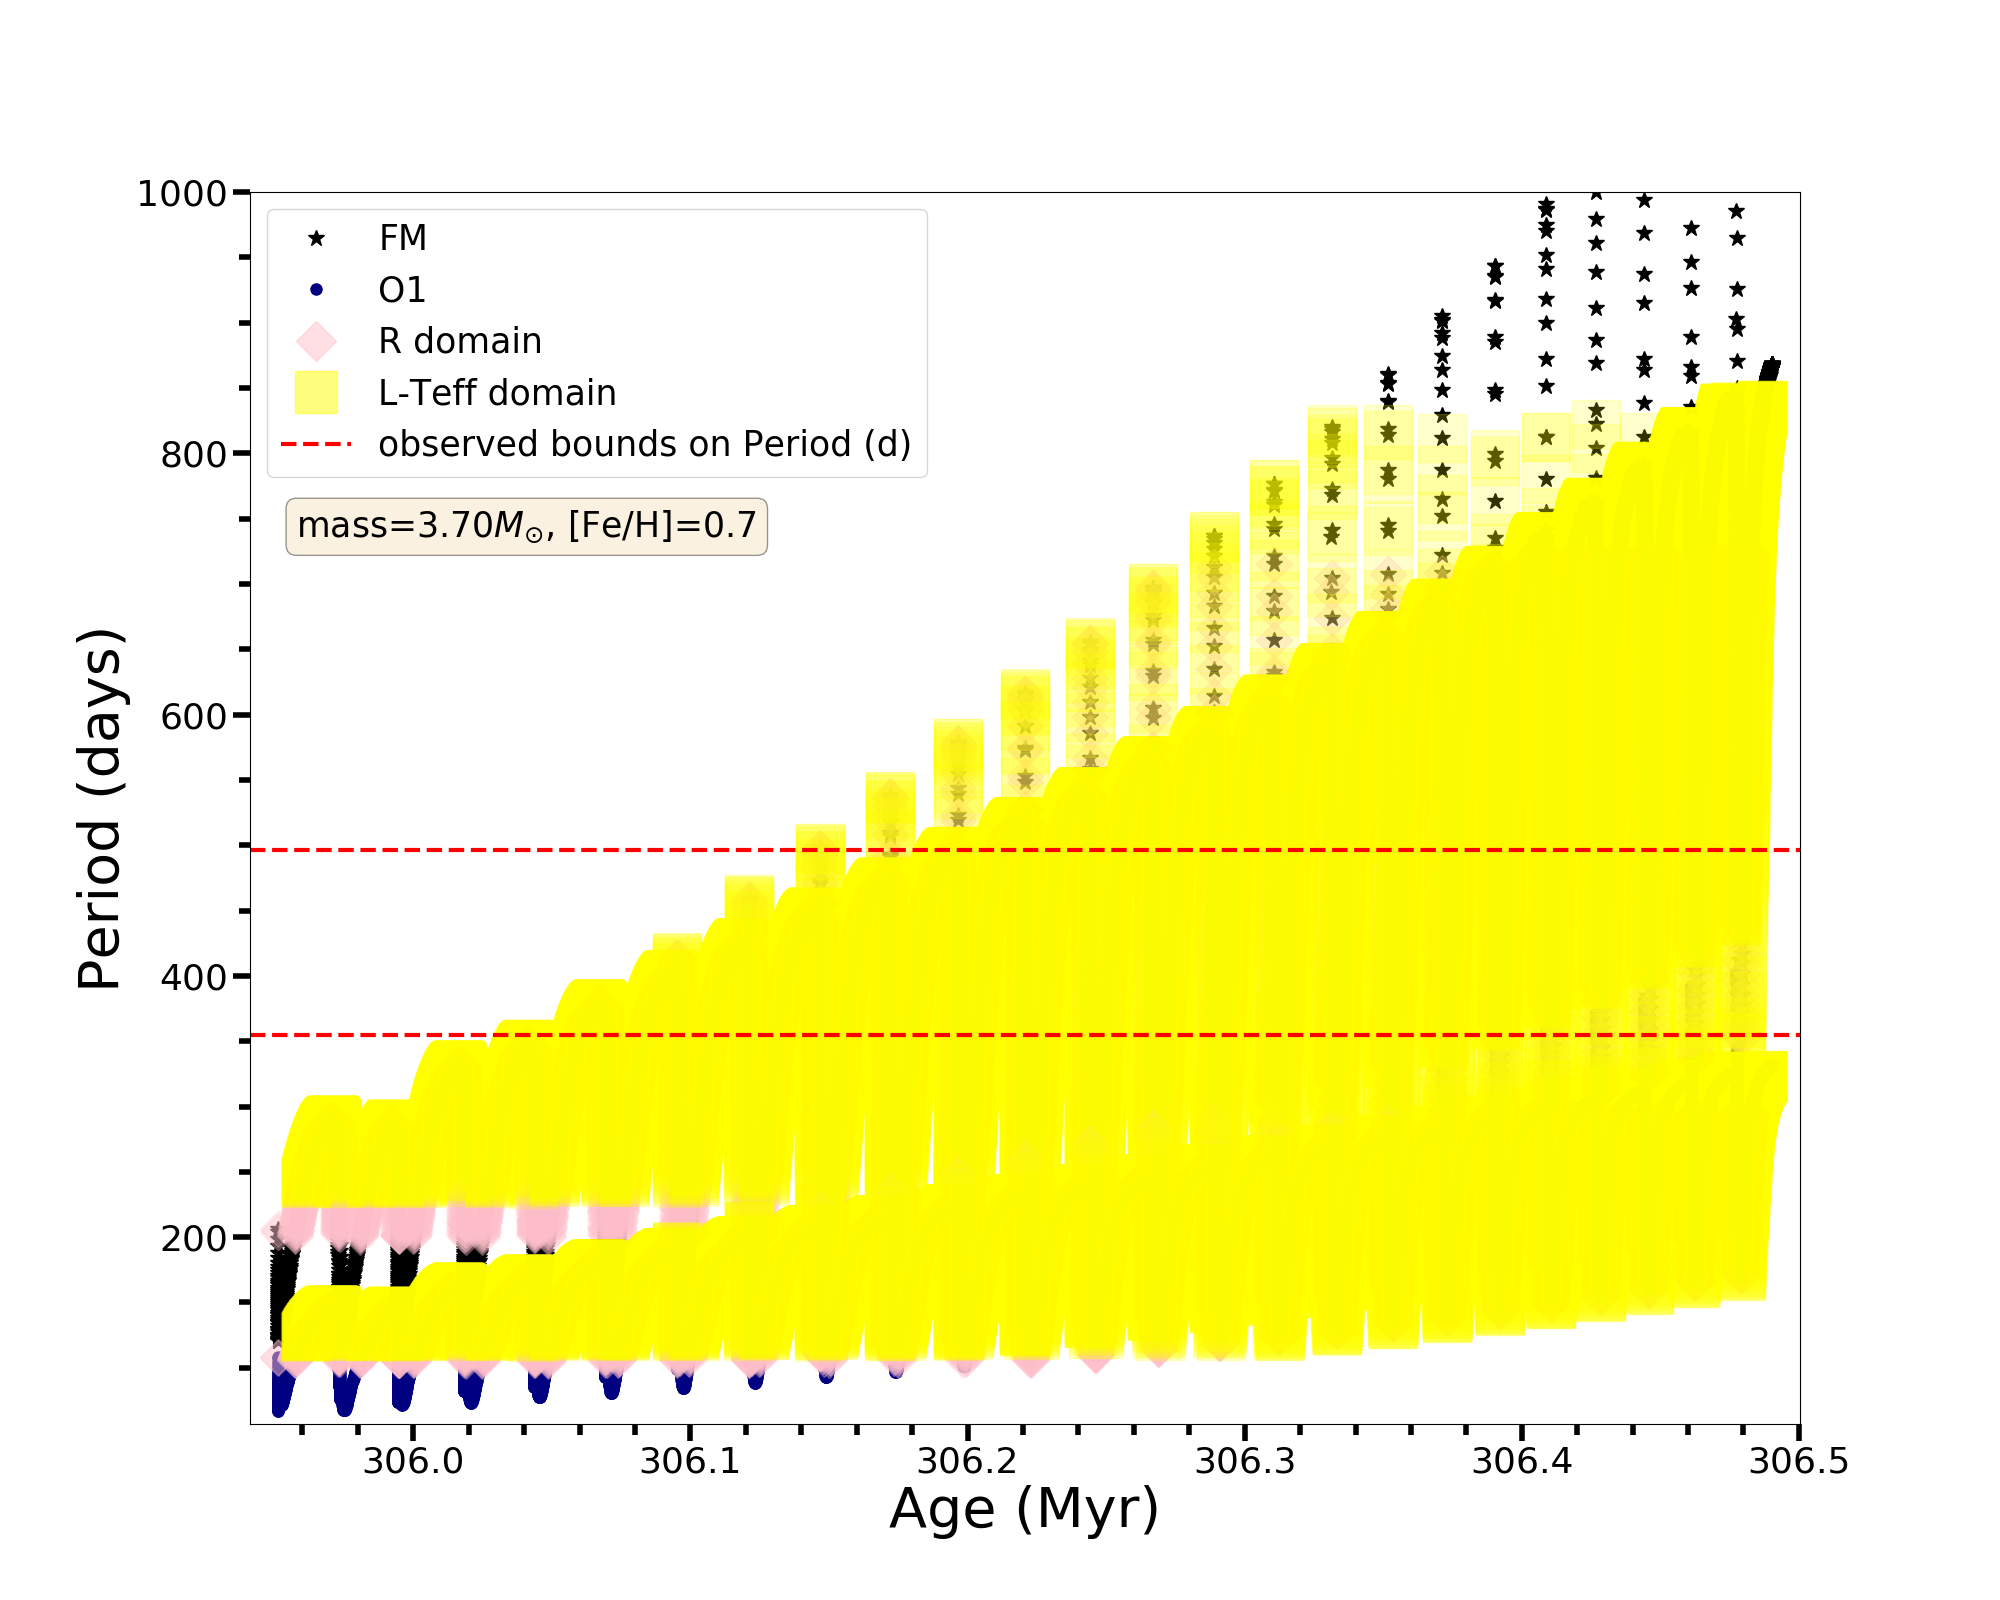 1000
800
600
400
200
Period (days)
FM
O1
R domain
L-Teff domain
observed bounds on Period (d)
mass=3.70M⊙, [Fe/H]=0.7
306.0 306.1 306.2 306.3 306.4 306.5
Age (Myr)